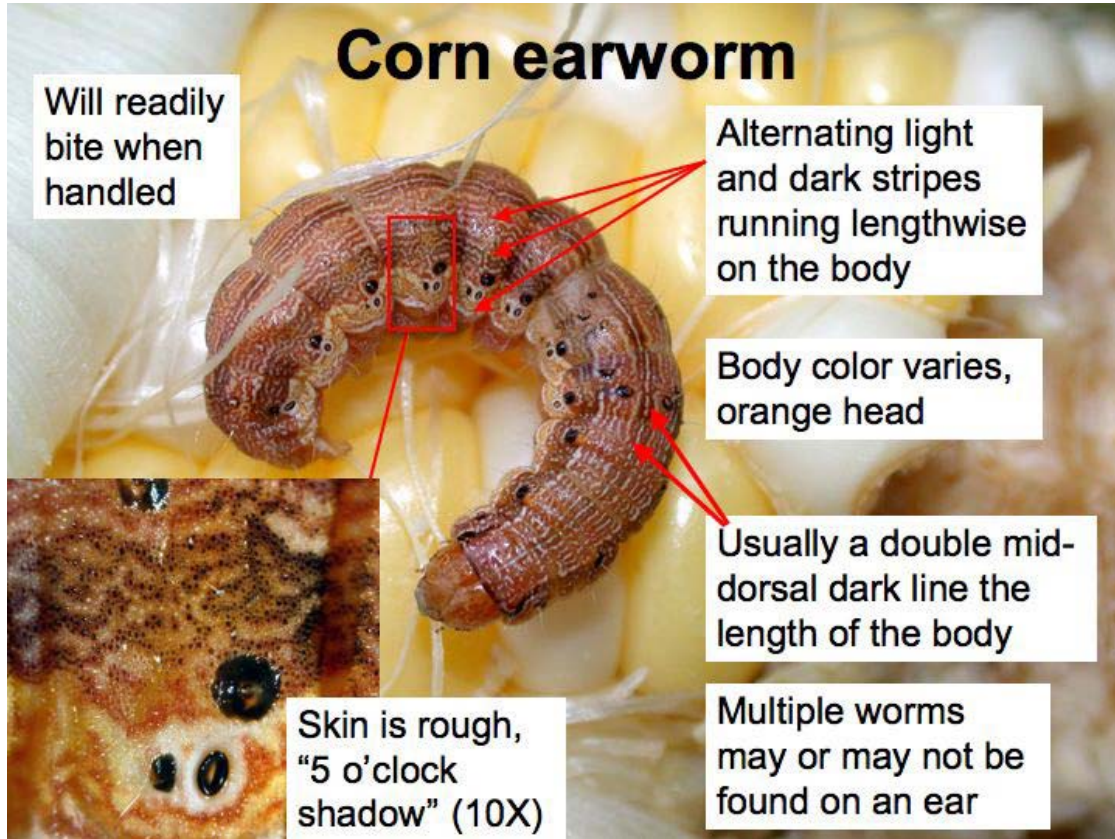 Corn earworm
Will readily
bite when
handled
Alternating light
and dark stripes
running lengthwise
on the body
Body color varies,
orange head
Usually a double mid-
dorsal dark line the
length of the body
Skin is rough,
“5 o’clock
shadow” (10X)
Multiple worms
may or may not be
found on an ear